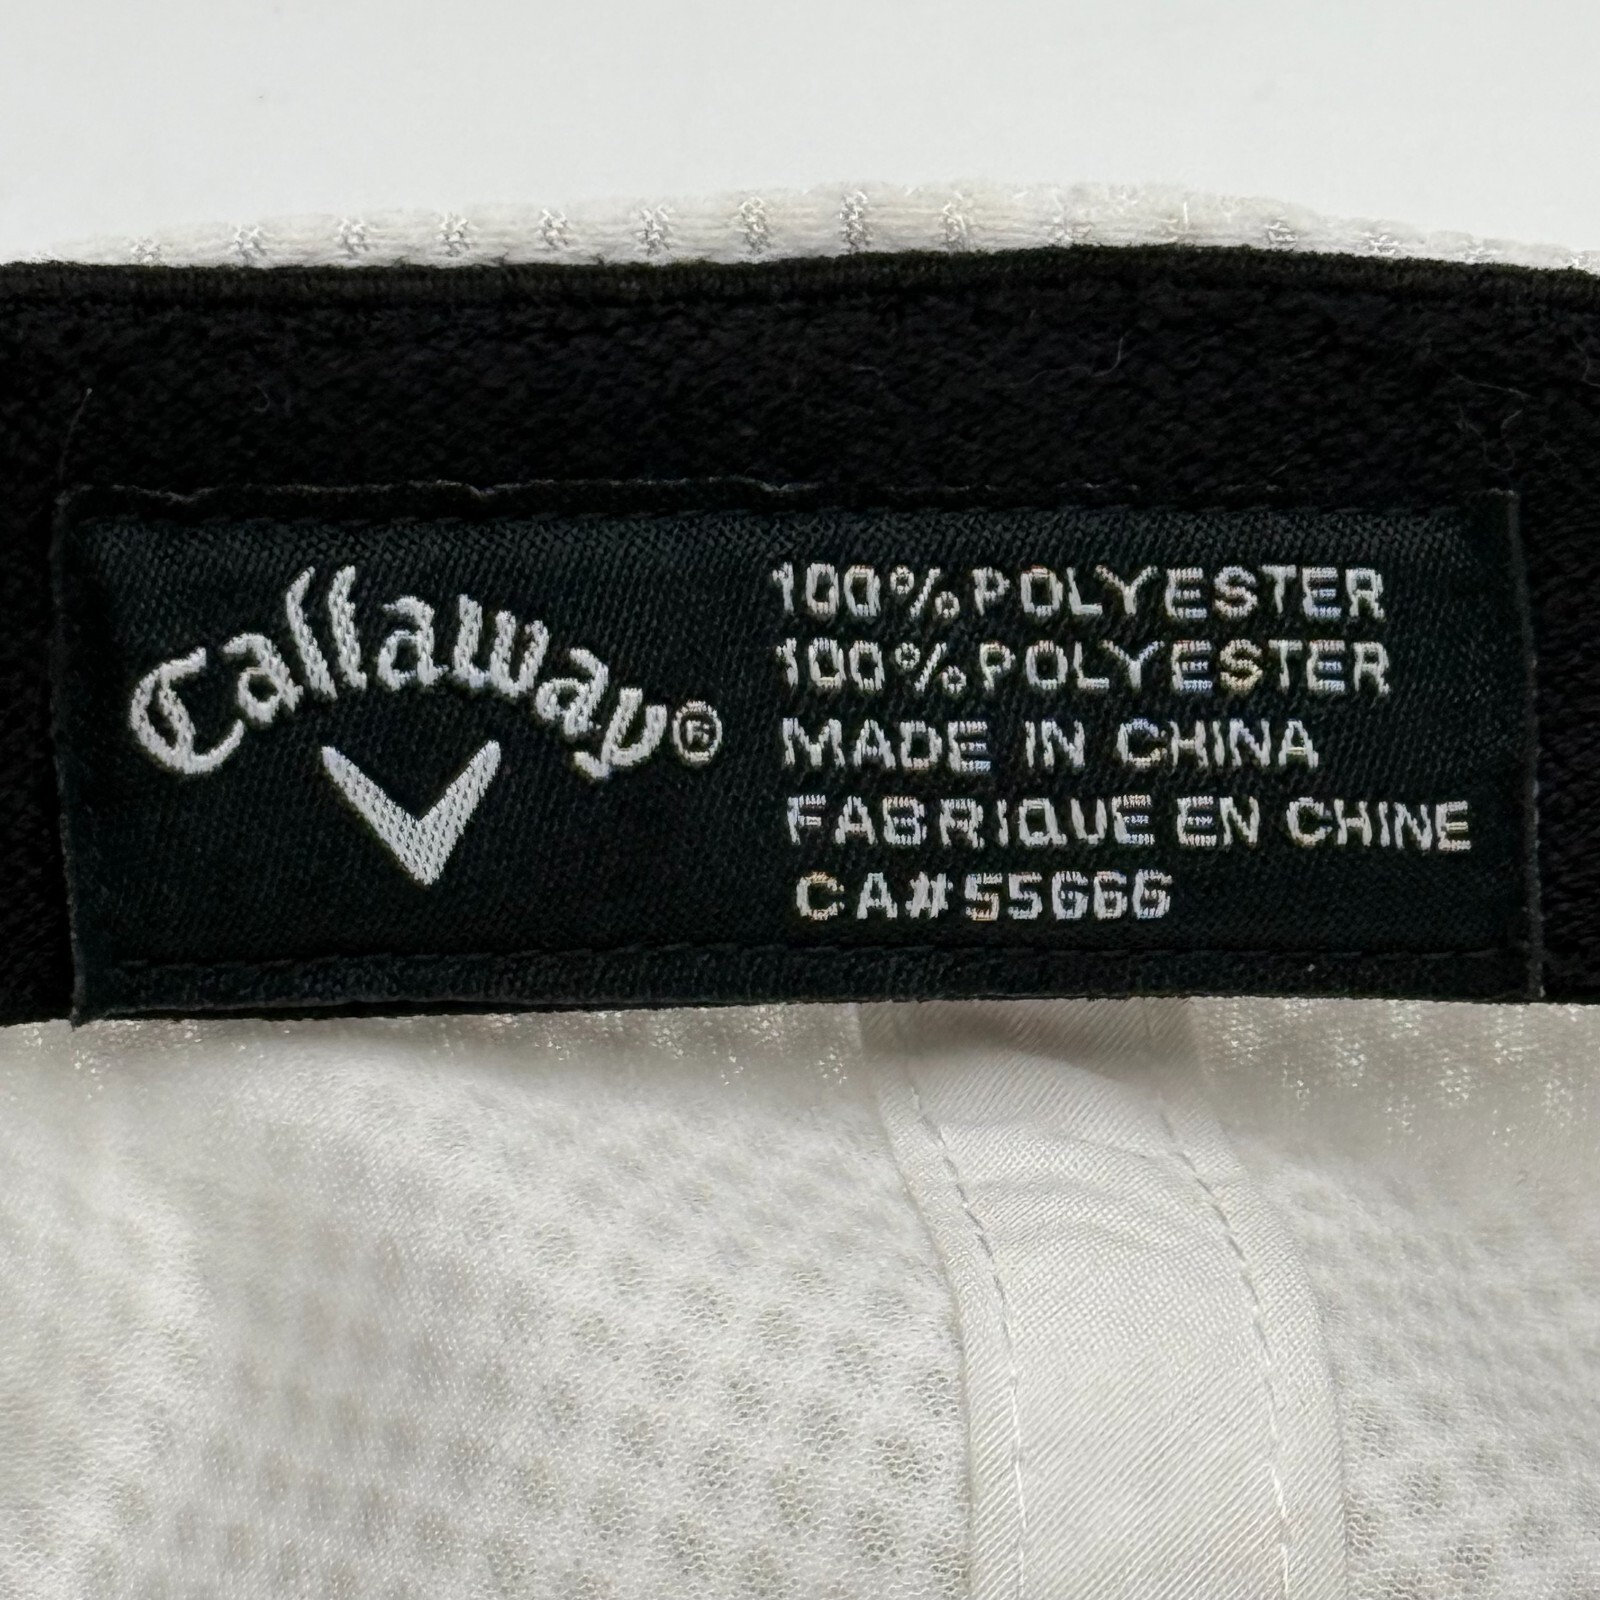 Callaway®
100% POLYESTER
100% POLYESTER
MADE IN CHINA
FABRIQUE EN CHINE
CA#55666